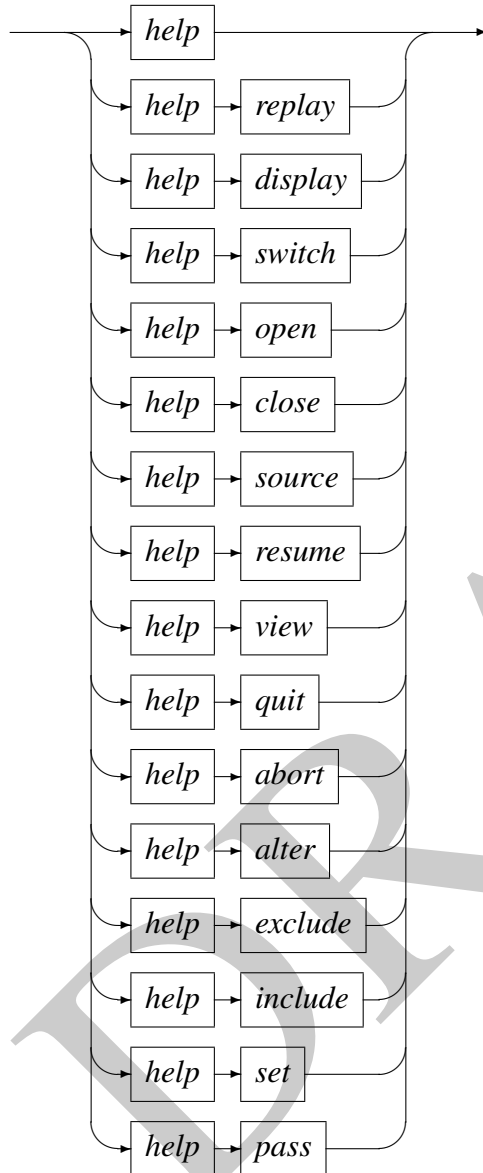 help
help replay
help display
help switch
help open
help close
help source
help resume
help view
help quit
help abort
help alter
help exclude
help include
help set
help pass
DRA